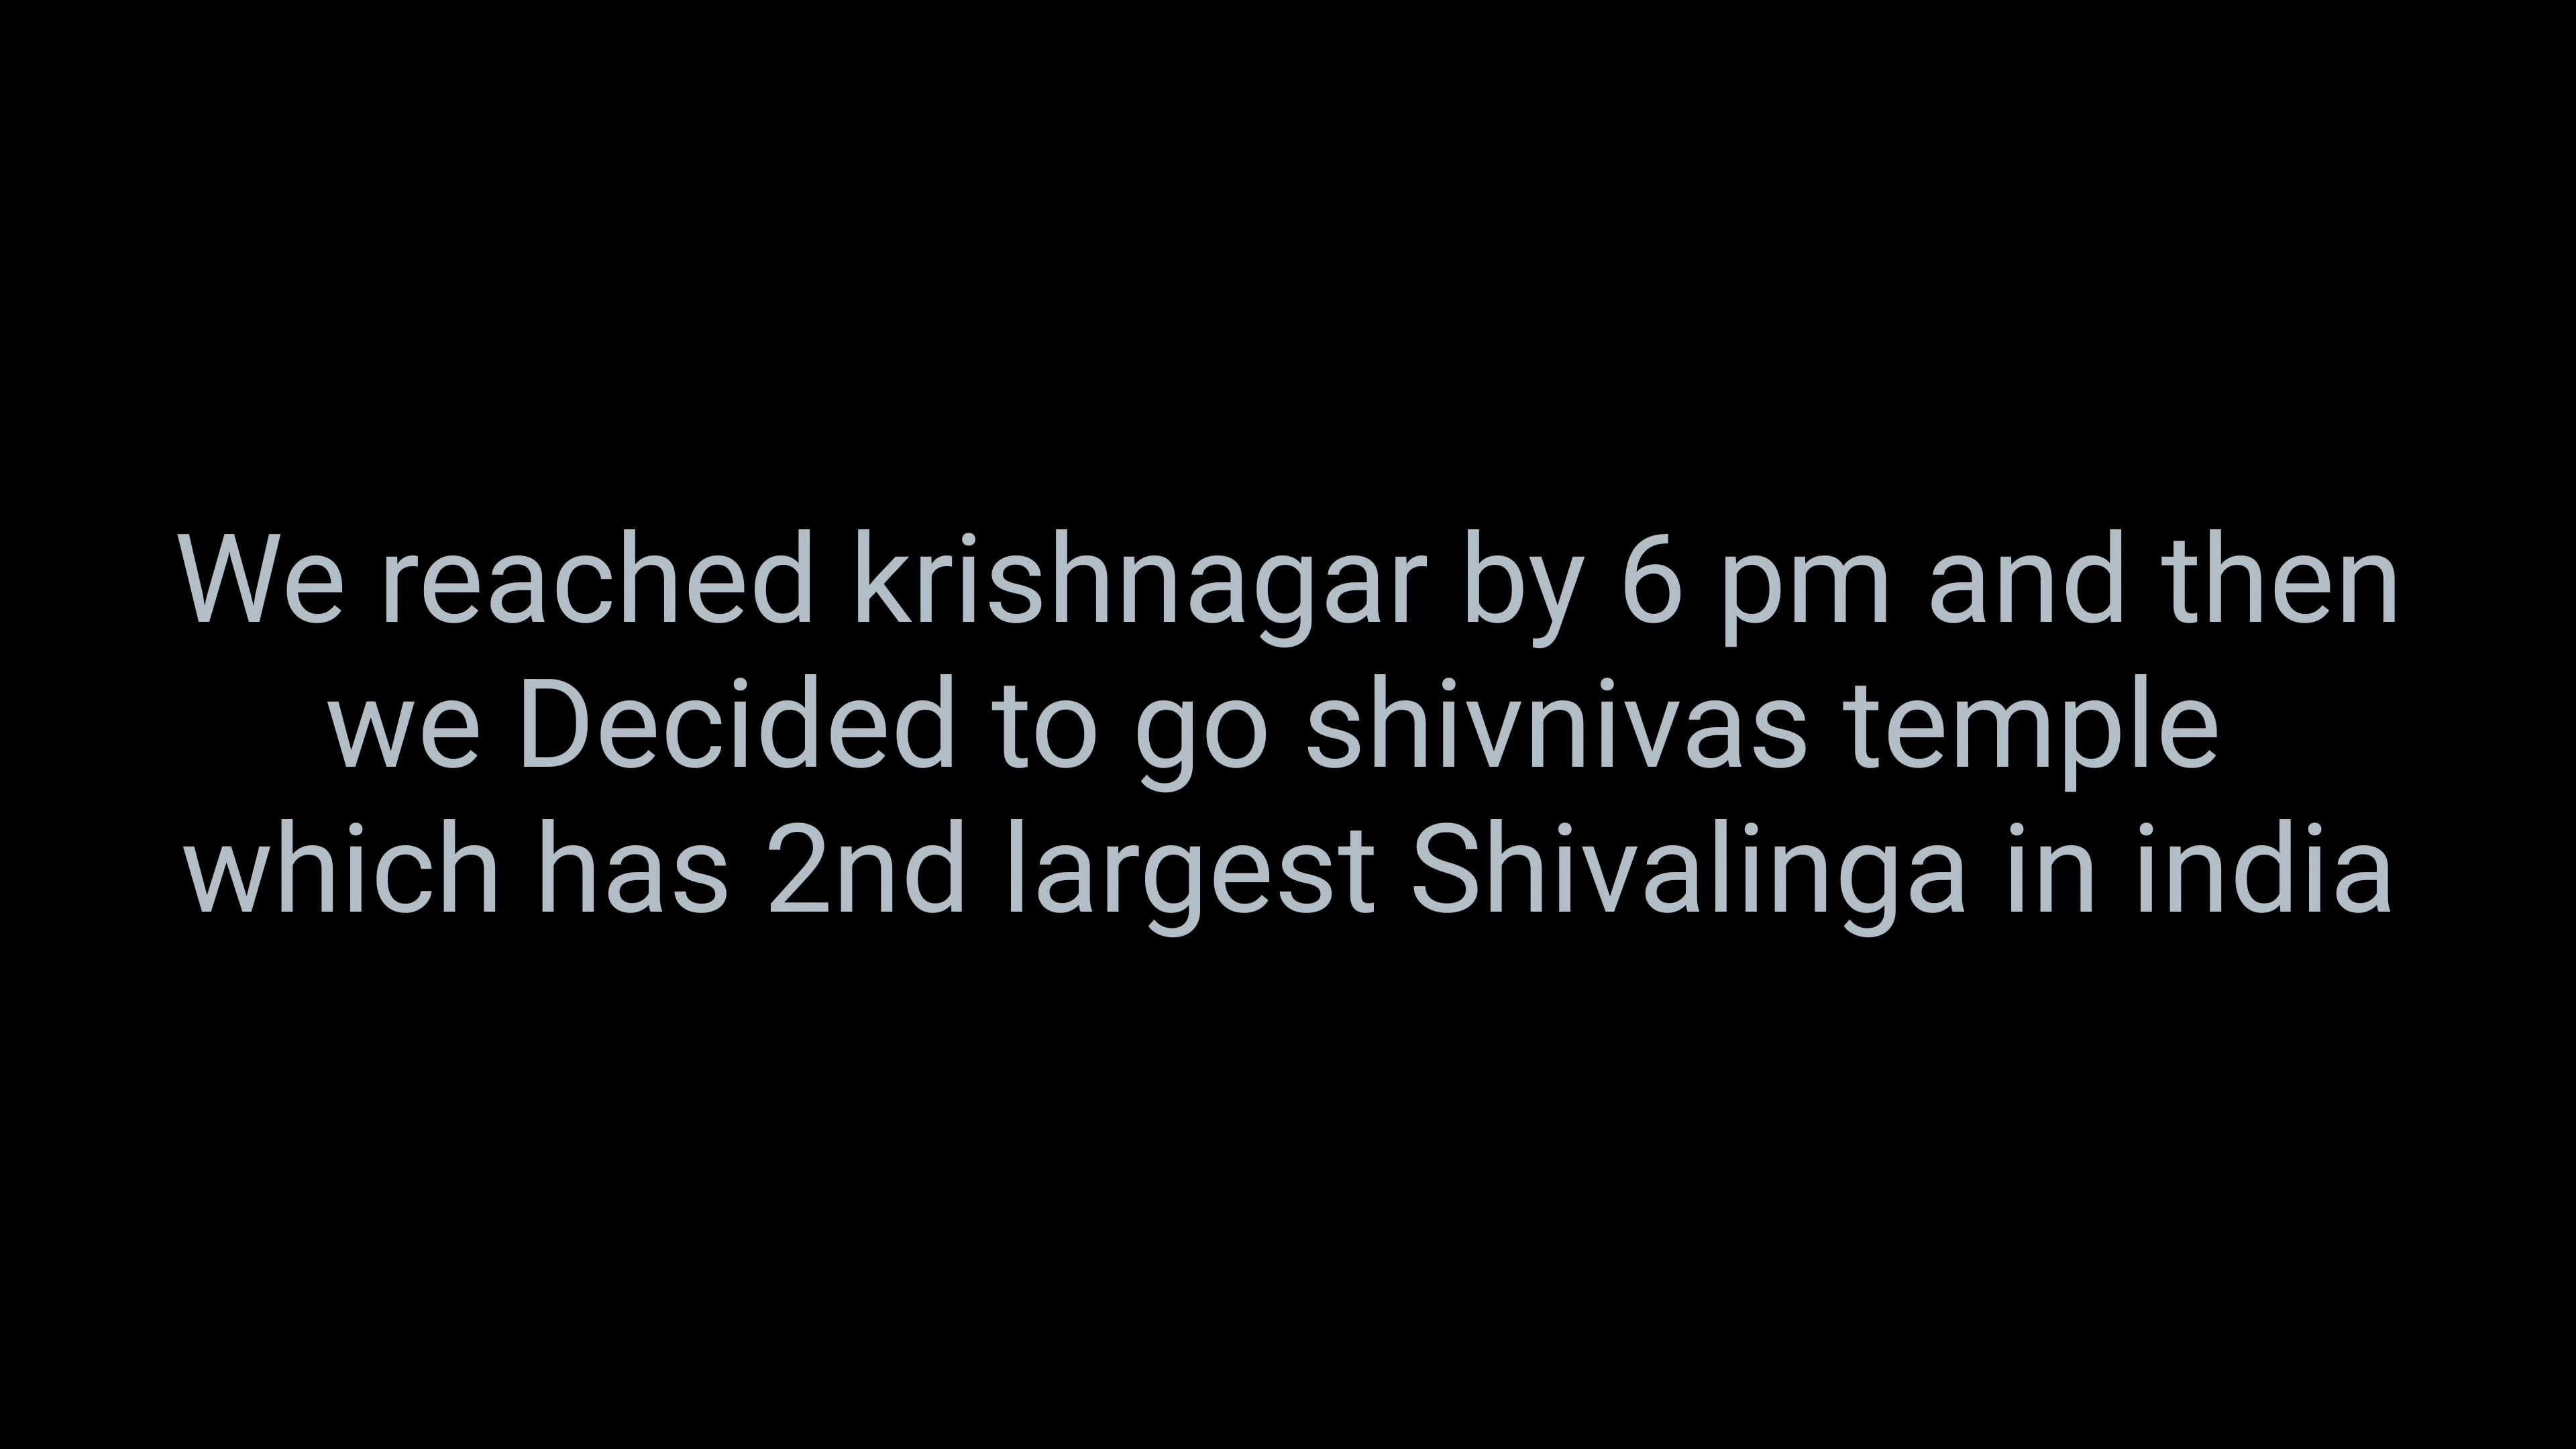 We reached krishnagar by 6 pm and then
we Decided to go shivnivas temple
which has 2nd largest Shivalinga in india